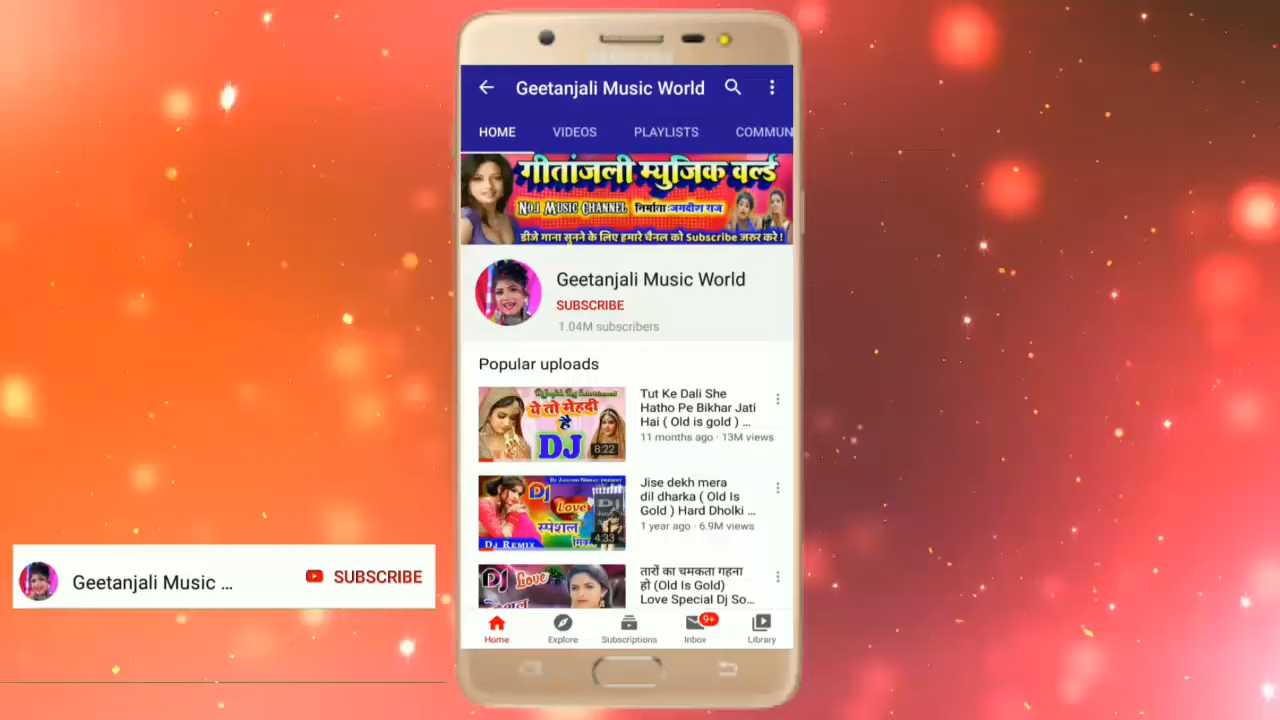 Geetanjali Music World
HOME VIDEOS PLAYLISTS COMMUN
गीतांजली म्युजिक वर्ल्ड
No.1 MUSIC CHANNEL निर्माता:जगदीश राज
डीजे गाना सुनने के लिए हमारे चैनल को Subscribe जरुर करे !
Geetanjali Music World
SUBSCRIBE
1.04M subscribers
Popular uploads
ये तो मेहदी
है
DJ
8:22
Tut Ke Dali She
Hatho Pe Bikhar Jati
Hai ( Old is gold ) ...
11 months ago · 13M views
Dj
Love
स्पेशल
DJ REMIX
4:33
Jise dekh mera
dil dharka ( Old Is
Gold ) Hard Dholki ...
1 year ago · 6.9M views
DJ Love
तारों का चमकता गहना
हो (Old Is Gold)
Love Special Dj So...
Geetanjali Music ...
SUBSCRIBE
9+
Home Explore Subscriptions Inbox Library